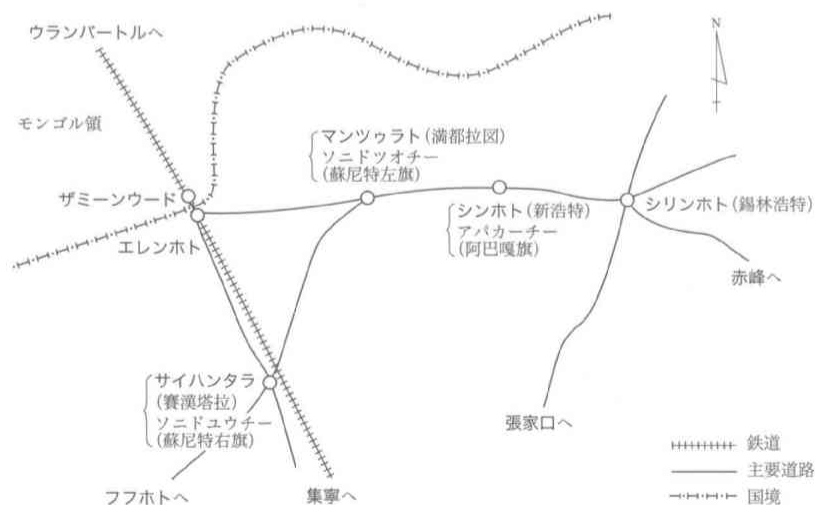 ウランバートルへ
N
モンゴル領
マンツゥラト(満都拉図)
ソニドツオチー
(蘇尼特左旗)
ザミーンウード
シンホト(新浩特)
アパカーチー
(阿巴嘎旗)
シリンホト(錫林浩特)
エレンホト
赤峰へ
サイハンタラ
(賽漢塔拉)
ソニドユウチー
(蘇尼特右旗)
張家口へ
鉄道
主要道路
国境
フフホトへ
集寧へ